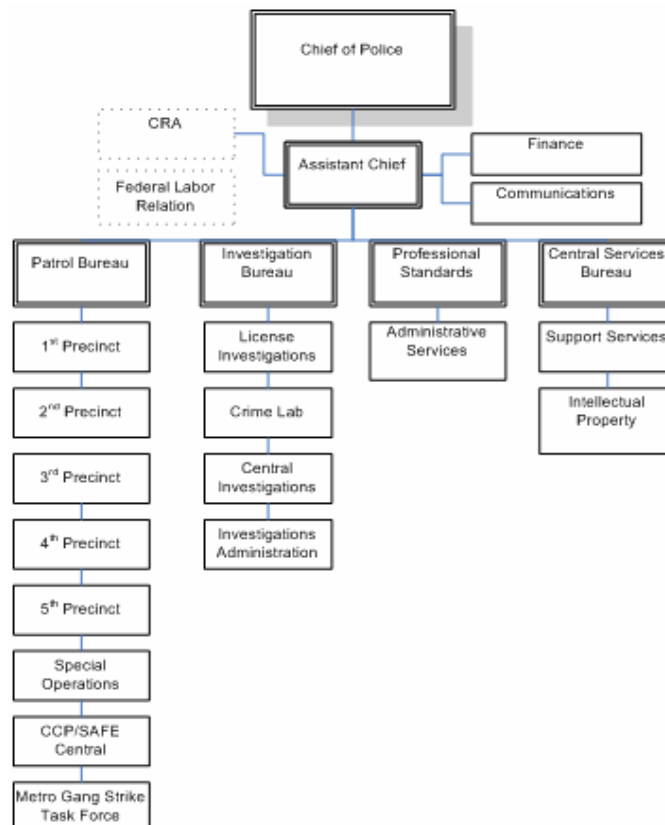 Chief of Police
CRA
Federal Labor
Relation
Assistant Chief
Finance
Communications
Patrol Bureau
Investigation
Bureau
Professional
Standards
Central Services
Bureau
1st Precinct
2nd Precinct
3rd Precinct
4th Precinct
5th Precinct
Special
Operations
CCP/SAFE
Central
Metro Gang Strike
Task Force
License
Investigations
Crime Lab
Central
Investigations
Investigations
Administration
Administrative
Services
Support Services
Intellectual
Property